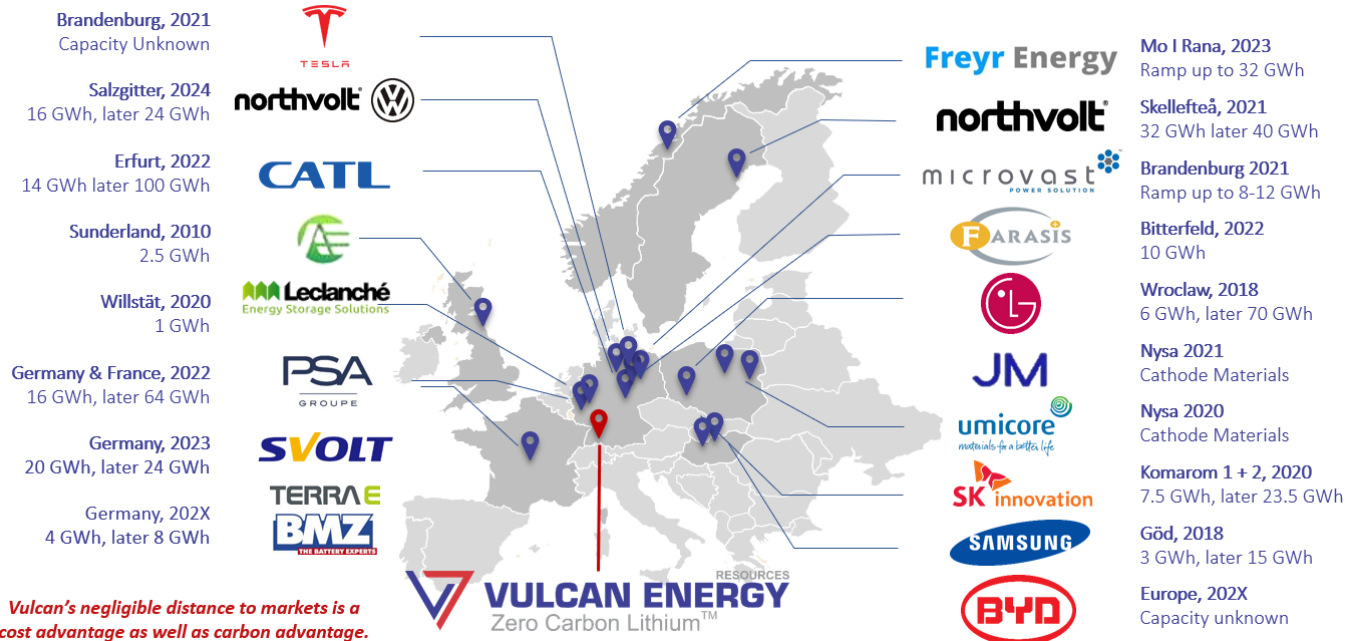 Brandenburg, 2021
Capacity Unknown
TESLA
Salzgitter, 2024
16 GWh, later 24 GWh
northvolt
Erfurt, 2022
14 GWh later 100 GWh
CATL
Sunderland, 2010
2.5 GWh
Willstät, 2020
1 GWh
Leclanché
Energy Storage Solutions
Germany & France, 2022
16 GWh, later 64 GWh
PSA
GROUPE
Germany, 2023
20 GWh, later 24 GWh
SVOLT
Germany, 202X
4 GWh, later 8 GWh
TERRA E
BMZ
THE BATTERY EXPERTS
Vulcan's negligible distance to markets is a
cost advantage as well as carbon advantage.
VULCAN ENERGY
RESOURCES
Zero Carbon Lithium™
Freyr Energy
Mo I Rana, 2023
Ramp up to 32 GWh
northvolt
Skellefteå, 2021
32 GWh later 40 GWh
microvast
POWER SOLUTION
Brandenburg 2021
Ramp up to 8-12 GWh
FARASIS
Bitterfeld, 2022
10 GWh
LG
Wroclaw, 2018
6 GWh, later 70 GWh
JM
Nysa 2021
Cathode Materials
umicore
materials for a better life
Nysa 2020
Cathode Materials
SK innovation
Komarom 1 + 2, 2020
7.5 GWh, later 23.5 GWh
SAMSUNG
Göd, 2018
3 GWh, later 15 GWh
BYD
Europe, 202X
Capacity unknown